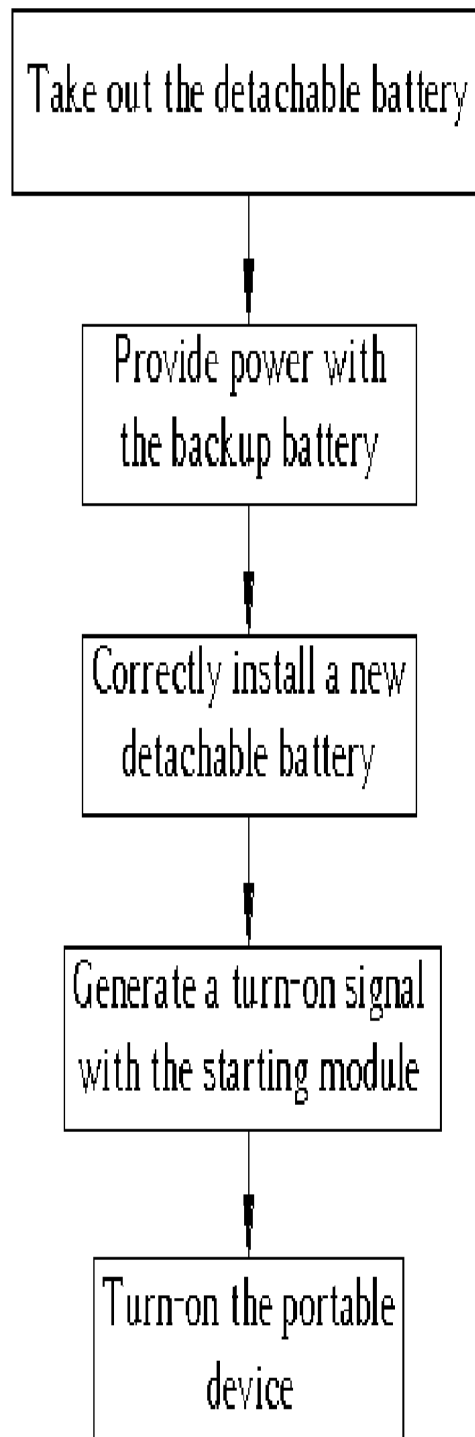 Take out the detachable battery
Provide power with
the backup battery
Correctly install a new
detachable battery
Generate a turn-on signal
with the starting module
Turn-on the portable
device